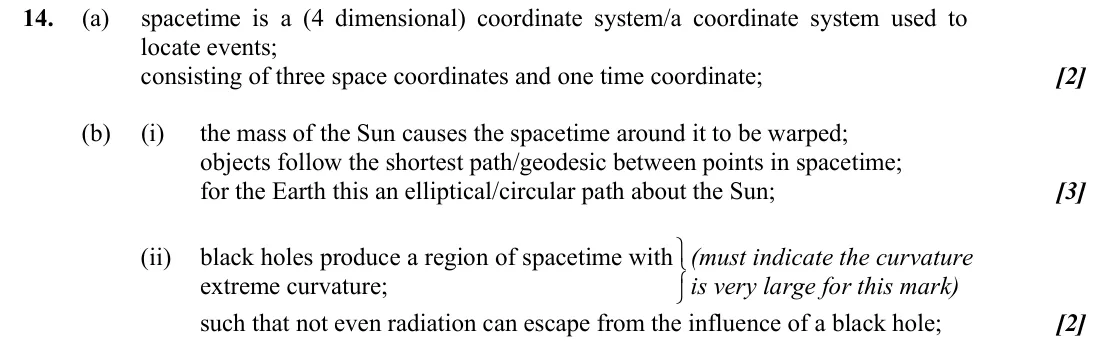 14. (a) spacetime is a (4 dimensional) coordinate system/a coordinate system used to
locate events;
consisting of three space coordinates and one time coordinate; [2]
(b) (i) the mass of the Sun causes the spacetime around it to be warped;
objects follow the shortest path/geodesic between points in spacetime;
for the Earth this an elliptical/circular path about the Sun; [3]
(ii) black holes produce a region of spacetime with (must indicate the curvature
extreme curvature; is very large for this mark)
such that not even radiation can escape from the influence of a black hole; [2]